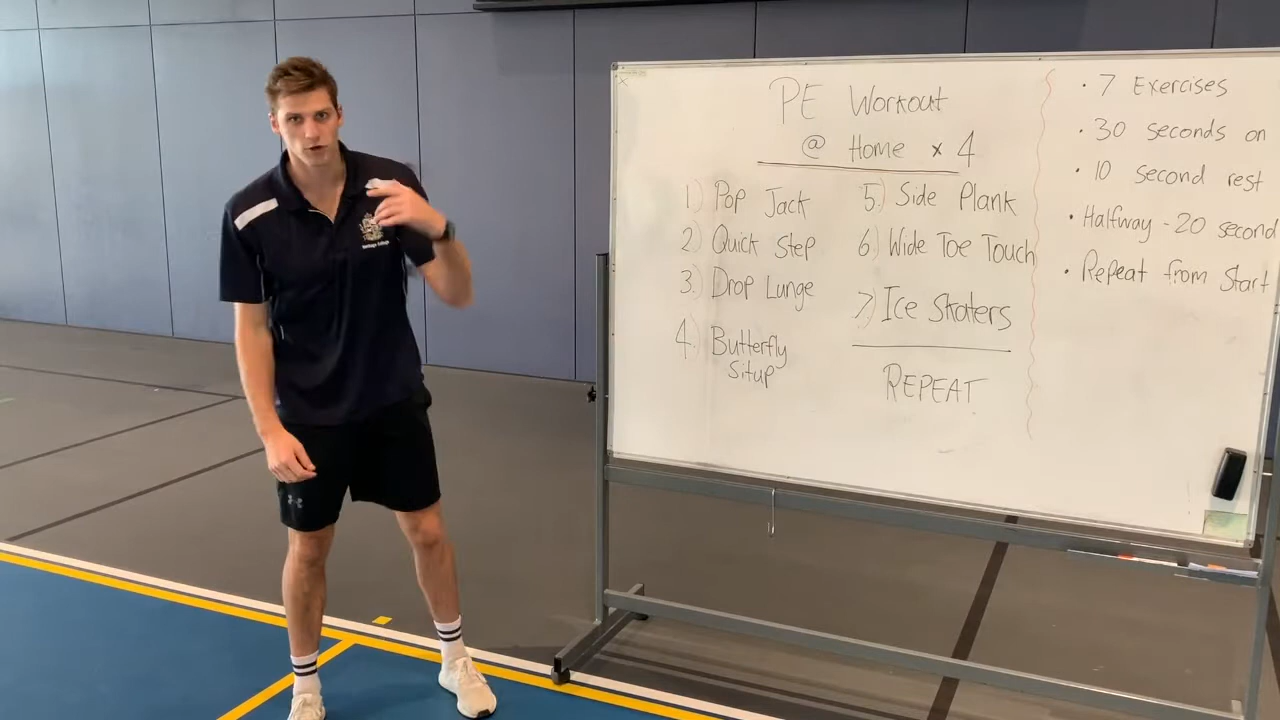 PE Workout
@ Home x 4
1.) Pop Jack
2.) Quick Step
3.) Drop Lunge
4.) Butterfly
Situp
5.) Side Plank
6.) Wide Toe Touch
7.) Ice Skaters
REPEAT
• 7 Exercises
• 30 seconds on
• 10 second rest
• Halfway - 20 second
• Repeat from Start